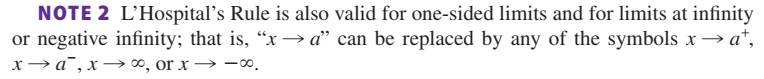 NOTE 2 L’Hospital’s Rule is also valid for one-sided limits and for limits at infinity
or negative infinity; that is, “x → a” can be replaced by any of the symbols x → a⁺,
x → a⁻, x → ∞, or x → −∞.